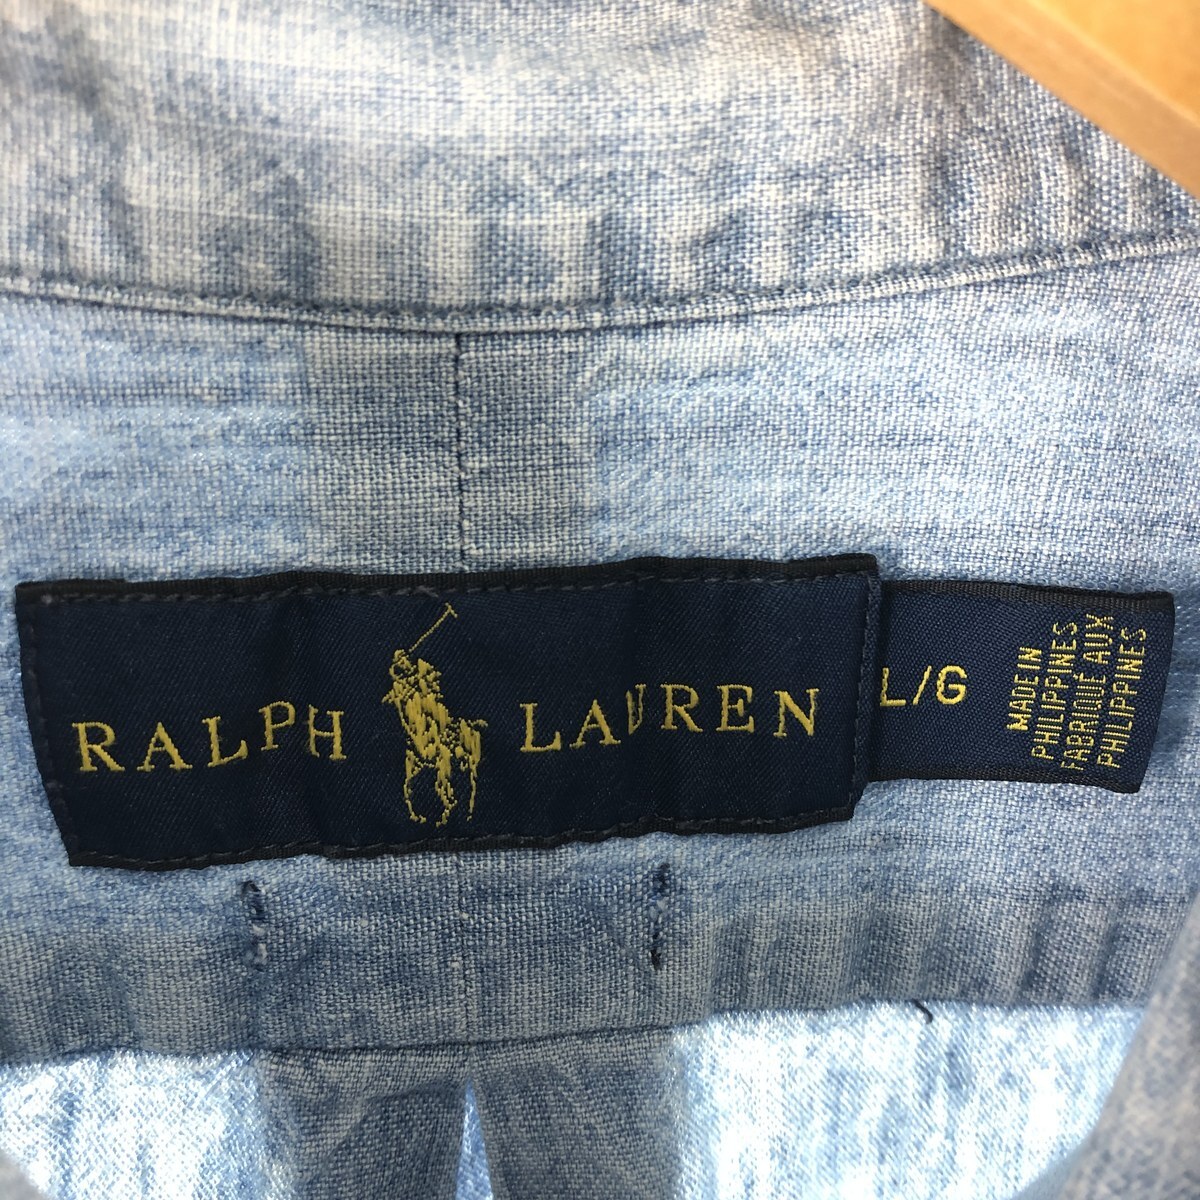 RALPH LAUREN
L/G
MADE IN
PHILIPPINES
FABRIQUÉ AUX
PHILIPPINES